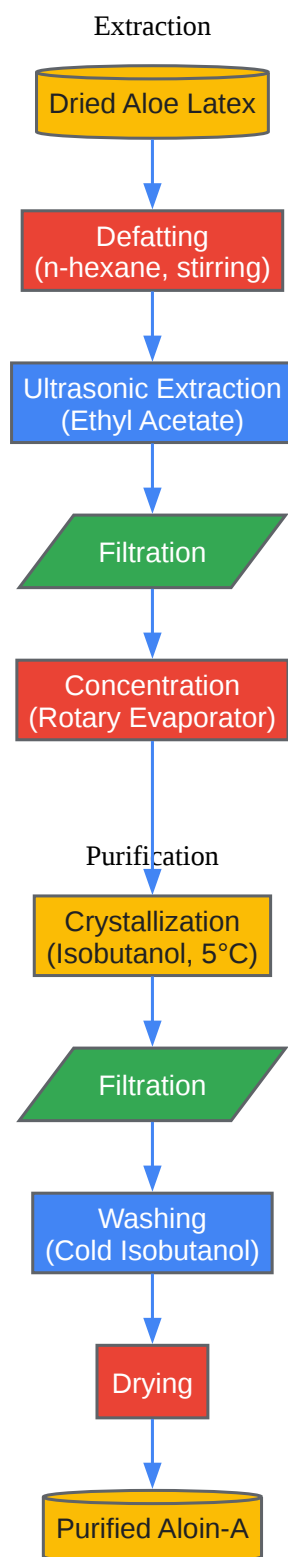 Extraction
Dried Aloe Latex
Defatting
(n-hexane, stirring)
Ultrasonic Extraction
(Ethyl Acetate)
Filtration
Concentration
(Rotary Evaporator)
Purification
Crystallization
(Isobutanol, 5°C)
Filtration
Washing
(Cold Isobutanol)
Drying
Purified Aloin-A